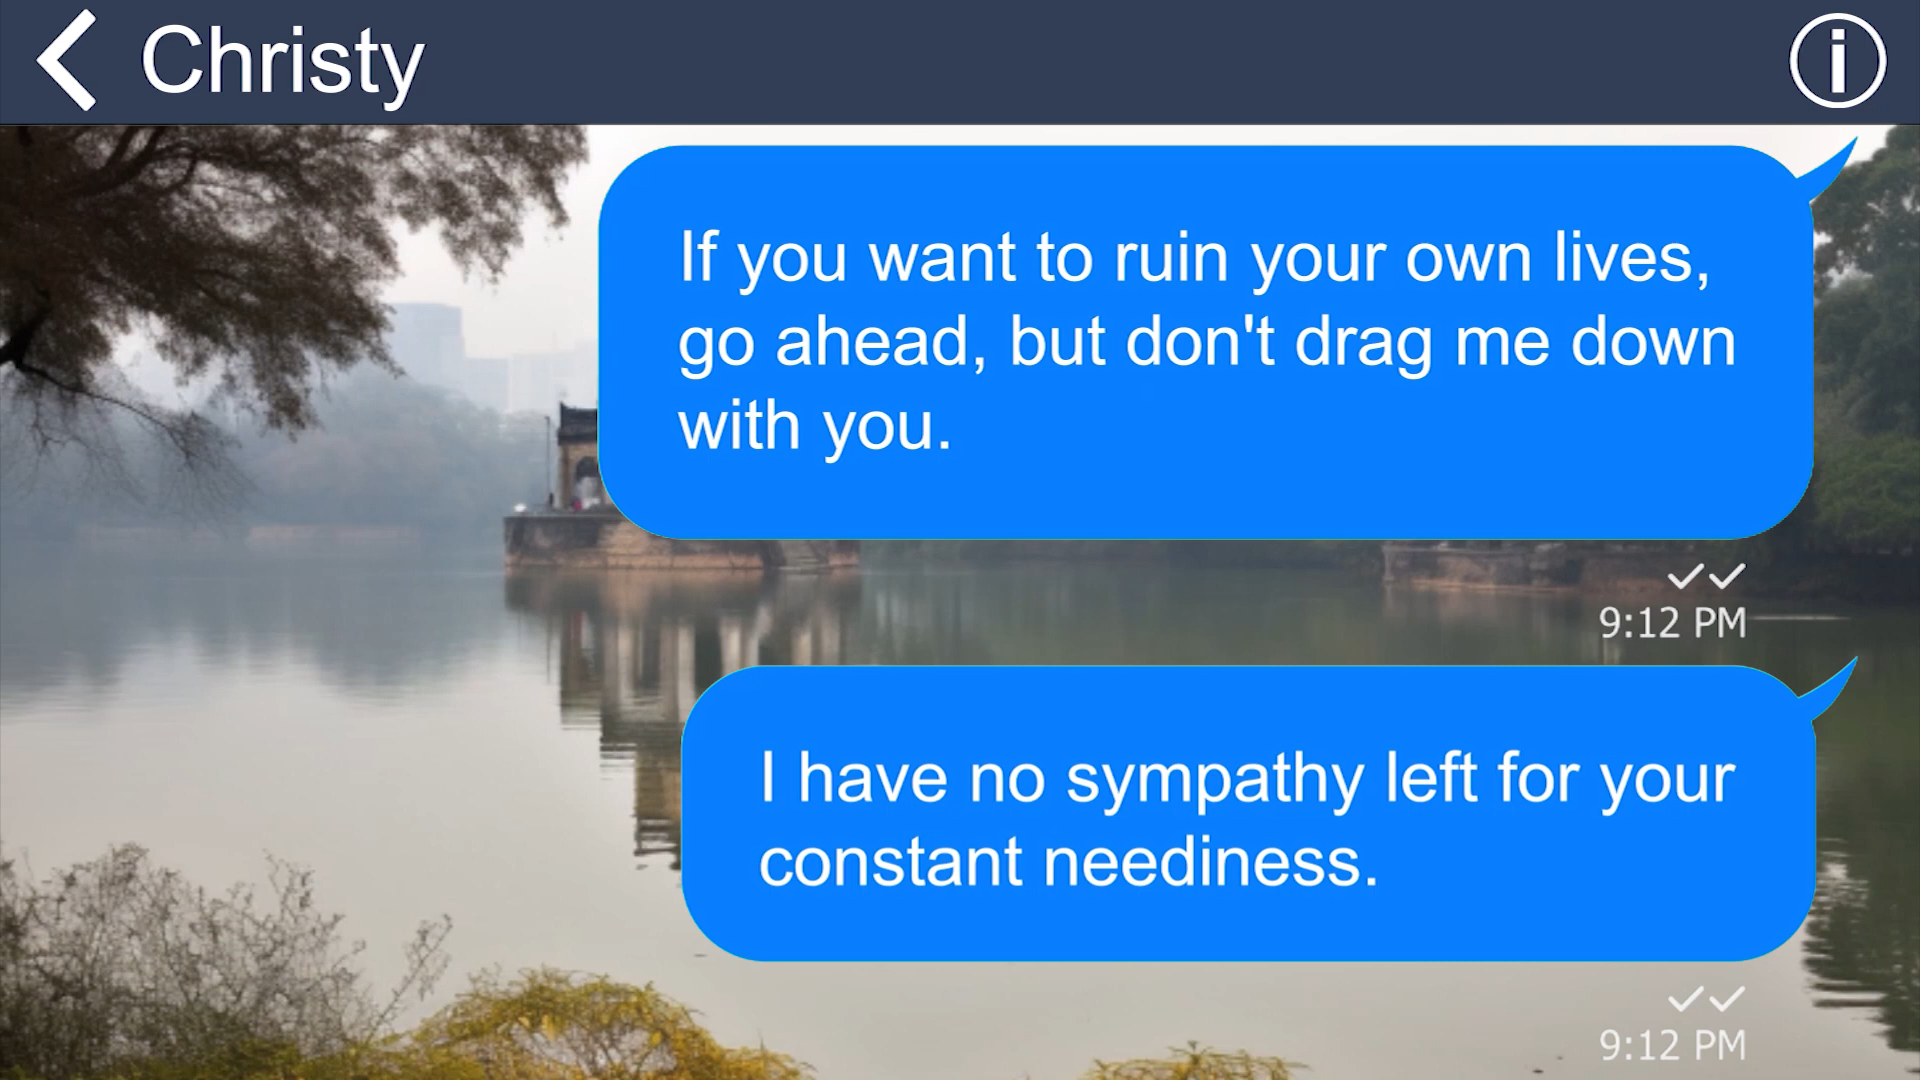 Christy
If you want to ruin your own lives,
go ahead, but don't drag me down
with you.
9:12 PM
I have no sympathy left for your
constant neediness.
9:12 PM